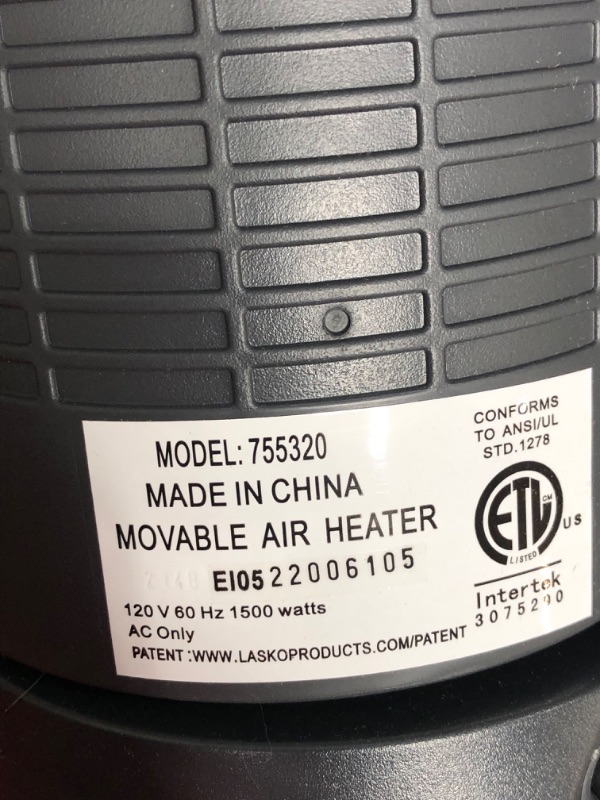 MODEL: 755320
MADE IN CHINA
MOVABLE AIR HEATER
EI05 22006105
120 V 60 Hz 1500 watts
AC Only
PATENT :WWW.LASKOPRODUCTS.COM/PATENT
CONFORMS
TO ANSI/UL
STD.1278
ETL CM
LISTED
US
Intertek